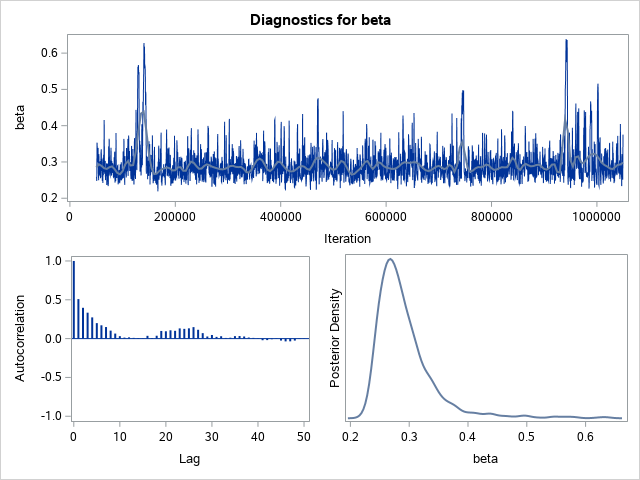 Diagnostics for beta
beta
0.6
0.5
0.4
0.3
0.2
0 200000 400000 600000 800000 1000000
Iteration
Autocorrelation
1.0
0.5
0.0
-0.5
-1.0
0 10 20 30 40 50
Lag
Posterior Density
0.2 0.3 0.4 0.5 0.6
beta